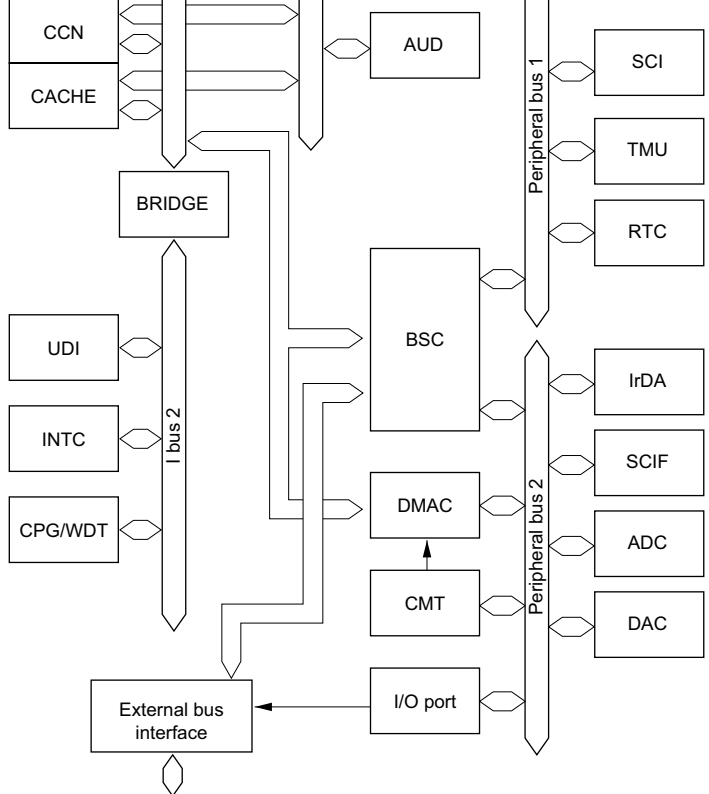 CCN
AUD
SCI
CACHE
Peripheral bus 1
TMU
BRIDGE
RTC
BSC
UDI
IrDA
INTC
I bus 2
SCIF
Peripheral bus 2
DMAC
CPG/WDT
ADC
CMT
DAC
External bus
interface
I/O port